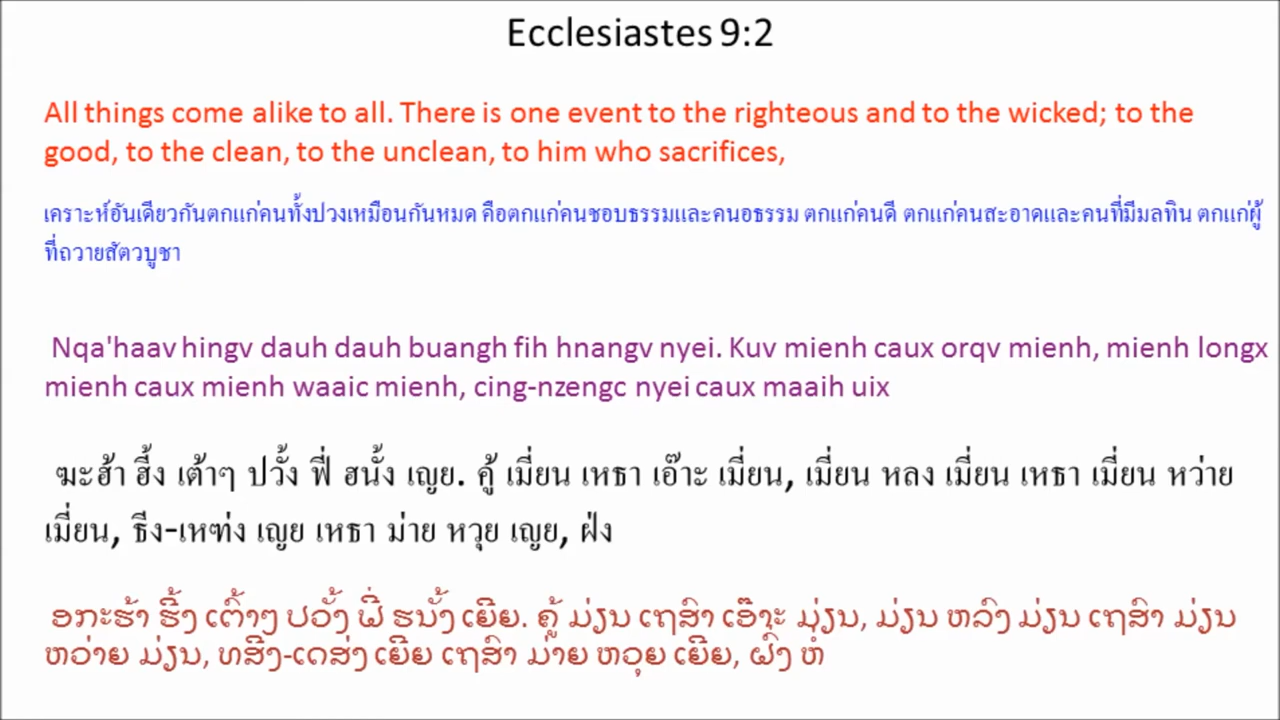 Ecclesiastes 9:2
All things come alike to all. There is one event to the righteous and to the wicked; to the
good, to the clean, to the unclean, to him who sacrifices,
เคราะห์อันเดียวกันตกแก่คนทั้งปวงเหมือนกันหมด คือตกแก่คนชอบธรรมและคนอธรรม ตกแก่คนดี ตกแก่คนสะอาดและคนที่มีมลทิน ตกแก่ผู้
ที่ถวายสัตวบูชา
Nqa'haav hingv dauh dauh buangh fih hnangv nyei. Kuv mienh caux orqv mienh, mienh longx
mienh caux mienh waaic mienh, cing-nzengc nyei caux maaih uix
ฆะฮ้า ฮี้ง เต้าๆ ปวั้ง ฟี่ ฮนั้ง เญย. คู้ เมี่ยน เหธา เอ๊าะ เมี่ยน, เมี่ยน หลง เมี่ยน เหธา เมี่ยน หว่าย
เมี่ยน, ธีง-เหฑ่ง เญย เหธา ม่าย หวุย เญย, ฝ่ง
ອກະຮ້າ ຮີ້ງ ເຕົ້າໆ ປວັ້ງ ຟີ່ ຮນັ້ງ ເຍີຍ. ຄູ້ ມ່ຽນ ເຖສົາ ເອ໊າະ ມ່ຽນ, ມ່ຽນ ຫລົງ ມ່ຽນ ເຖສົາ ມ່ຽນ
ຫວ່າຍ ມ່ຽນ, ທສີງ-ເດສ່ງ ເຍີຍ ເຖສົາ ມ່າຍ ຫວຸຍ ເຍີຍ, ຝົ່ງ ຫໍ່